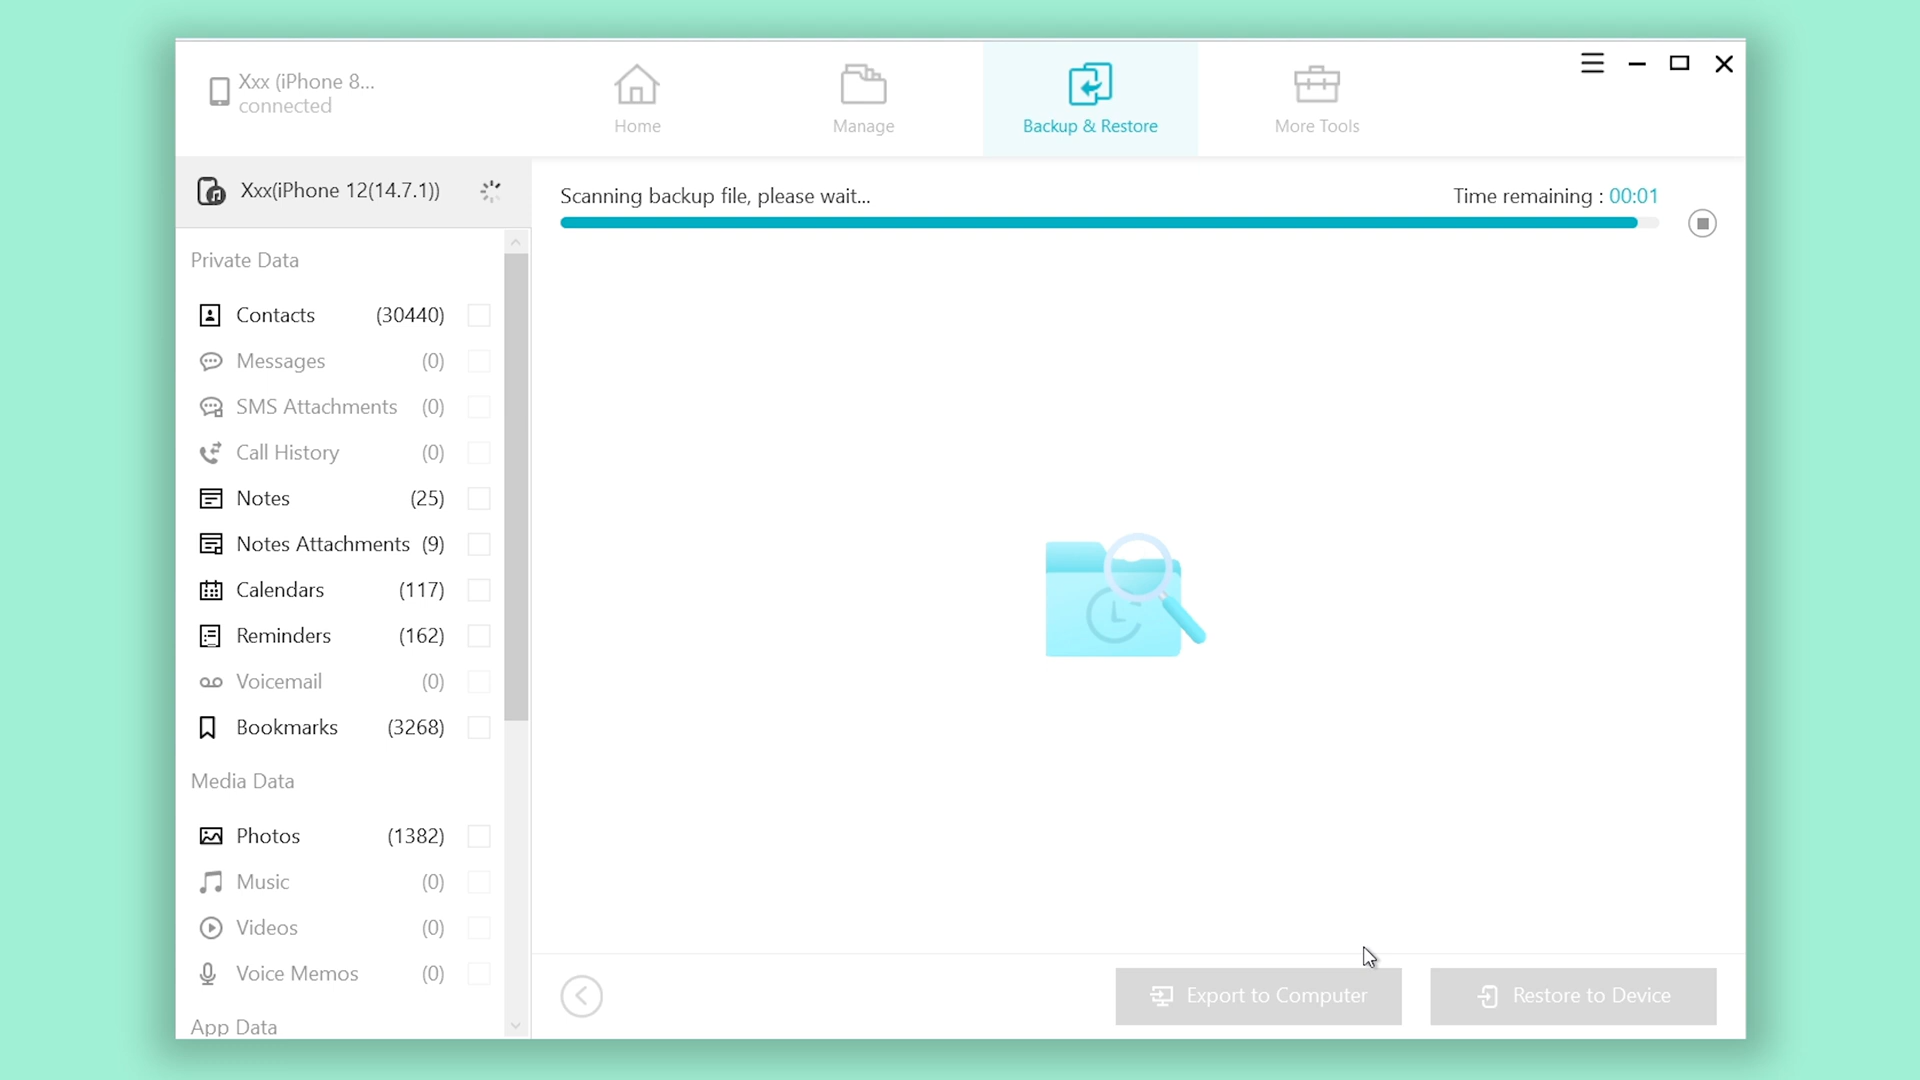 Xxx (iPhone 8...
connected
Home
Manage
Backup & Restore
More Tools
Xxx(iPhone 12(14.7.1))
Scanning backup file, please wait...
Time remaining : 00:01
Private Data
Contacts (30440)
Messages (0)
SMS Attachments (0)
Call History (0)
Notes (25)
Notes Attachments (9)
Calendars (117)
Reminders (162)
Voicemail (0)
Bookmarks (3268)
Media Data
Photos (1382)
Music (0)
Videos (0)
Voice Memos (0)
App Data
Export to Computer
Restore to Device